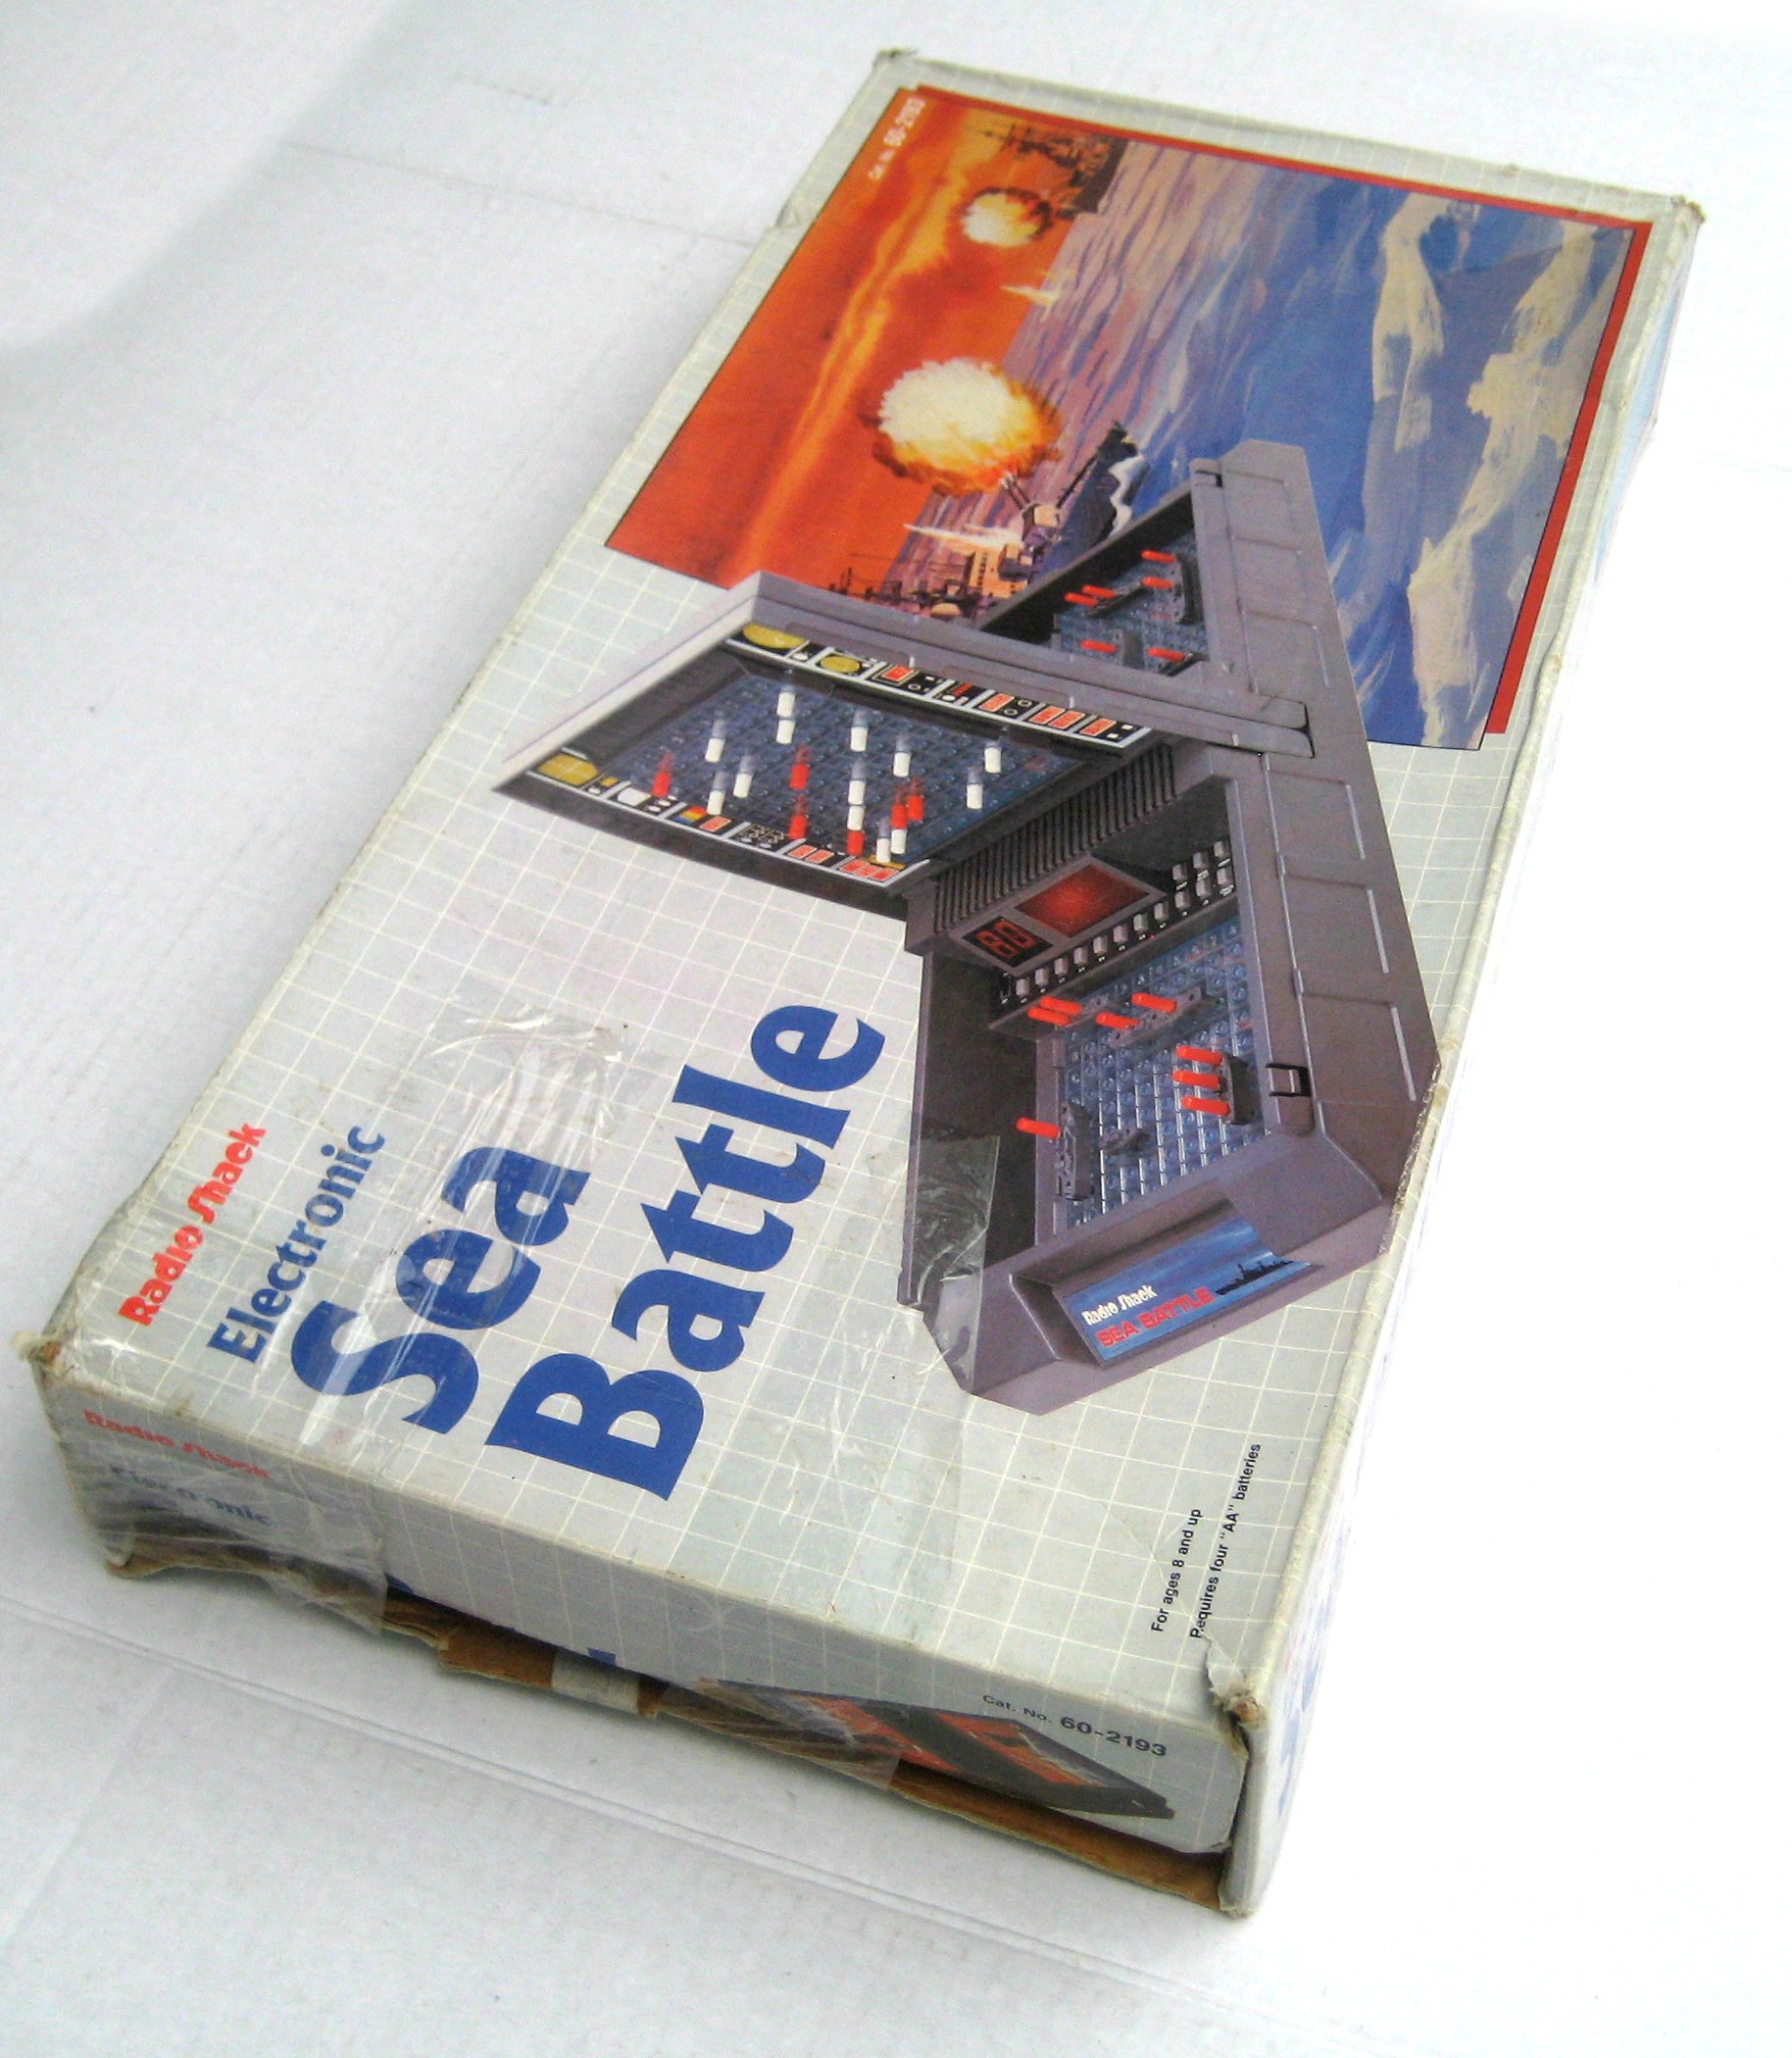 Radio Shack
Electronic
Sea
Battle
Cat. No. 60-2193
Radio Shack
SEA BATTLE
For ages 8 and up
Requires four "AA" batteries
Radio Shack
Electronic
Cat. No. 60-2193